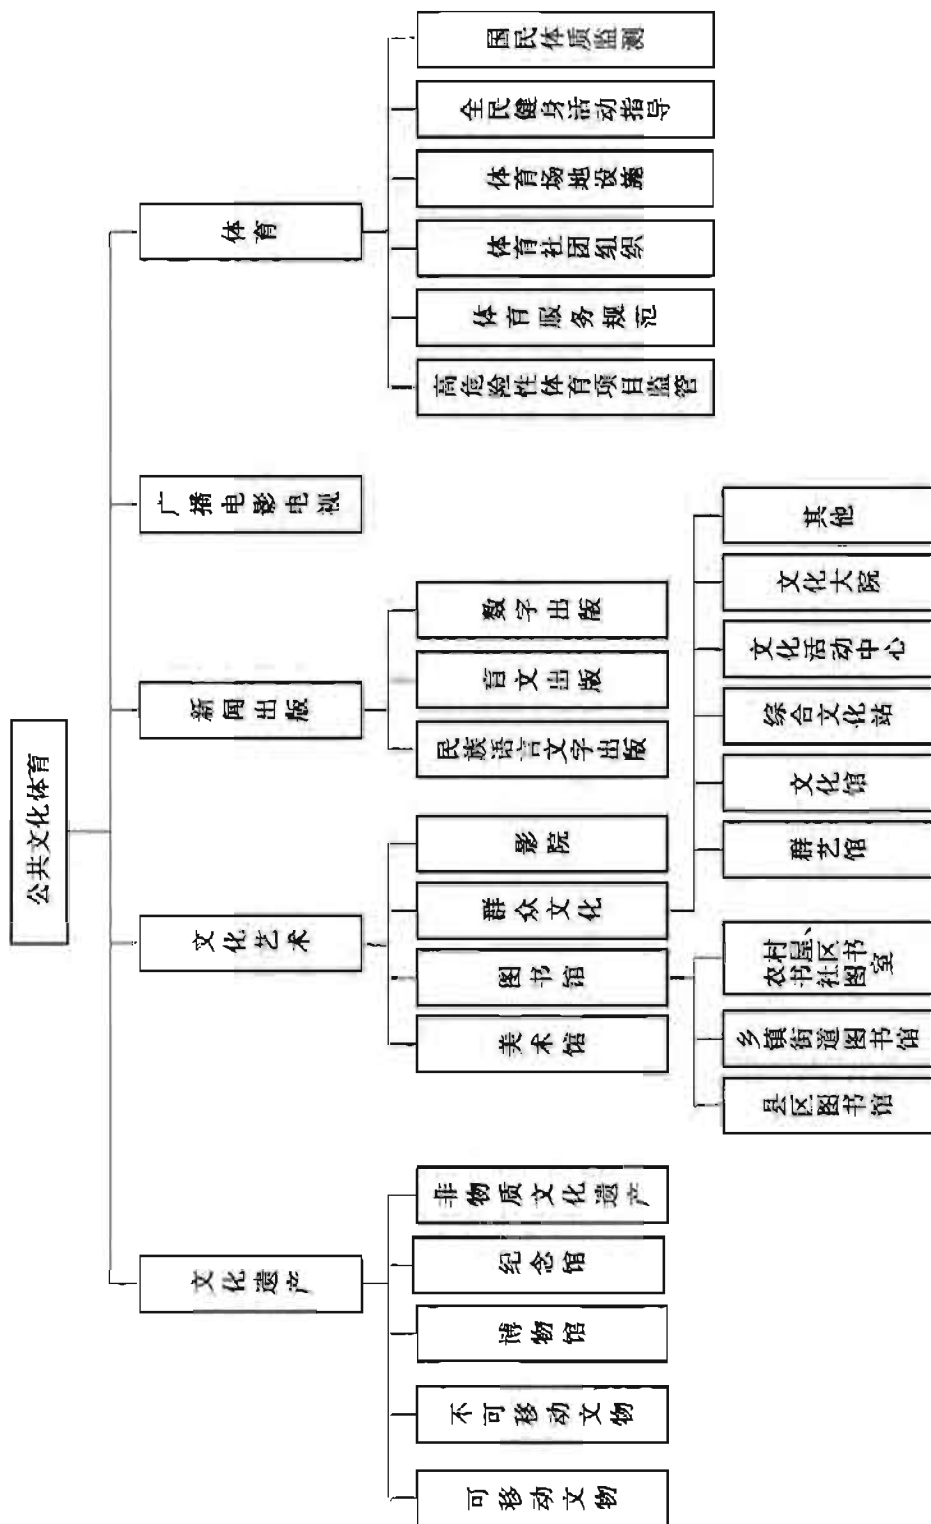 公共文化体育
文化遗产
文化艺术
新闻出版
广播电影电视
体育
可移动文物
不可移动文物
博物馆
纪念馆
非物质文化遗产
美术馆
图书馆
群众文化
影院
民族语言文字出版
盲文出版
数字出版
高危险性体育项目监管
体育服务规范
体育社团组织
体育场地设施
全民健身活动指导
国民体质监测
县区图书馆
乡镇街道图书馆
农村
书屋、
社区
图书
室
群艺馆
文化馆
综合文化站
文化活动中心
文化大院
其他